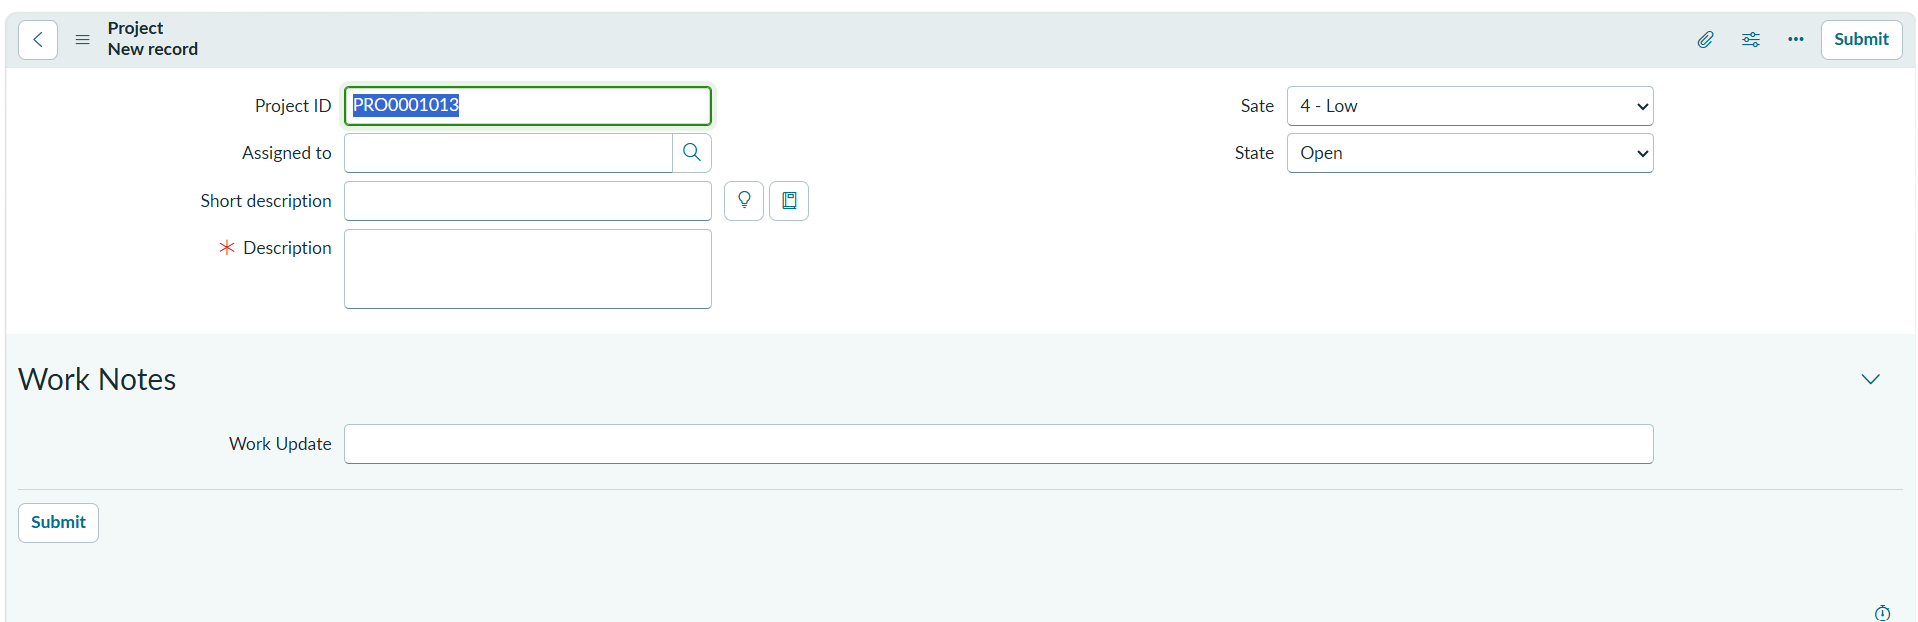 Project
New record
Submit
Project ID PRO0001013
Sate 4 - Low
Assigned to
State Open
Short description
Description
Work Notes
Work Update
Submit